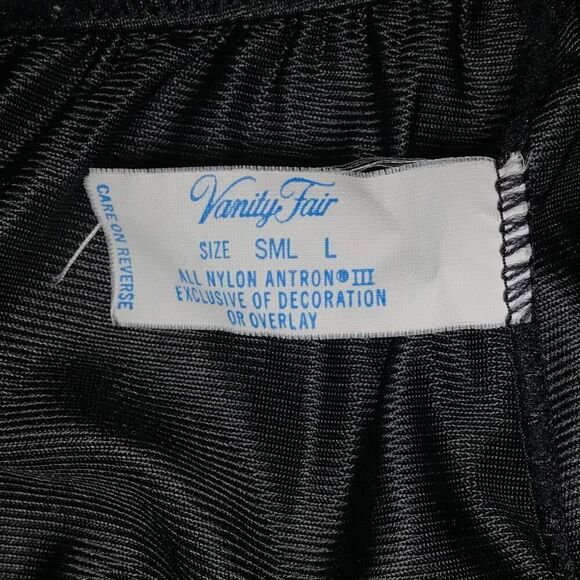 Vanity Fair
SIZE SML L
ALL NYLON ANTRON® III
EXCLUSIVE OF DECORATION
OR OVERLAY
CARE ON REVERSE